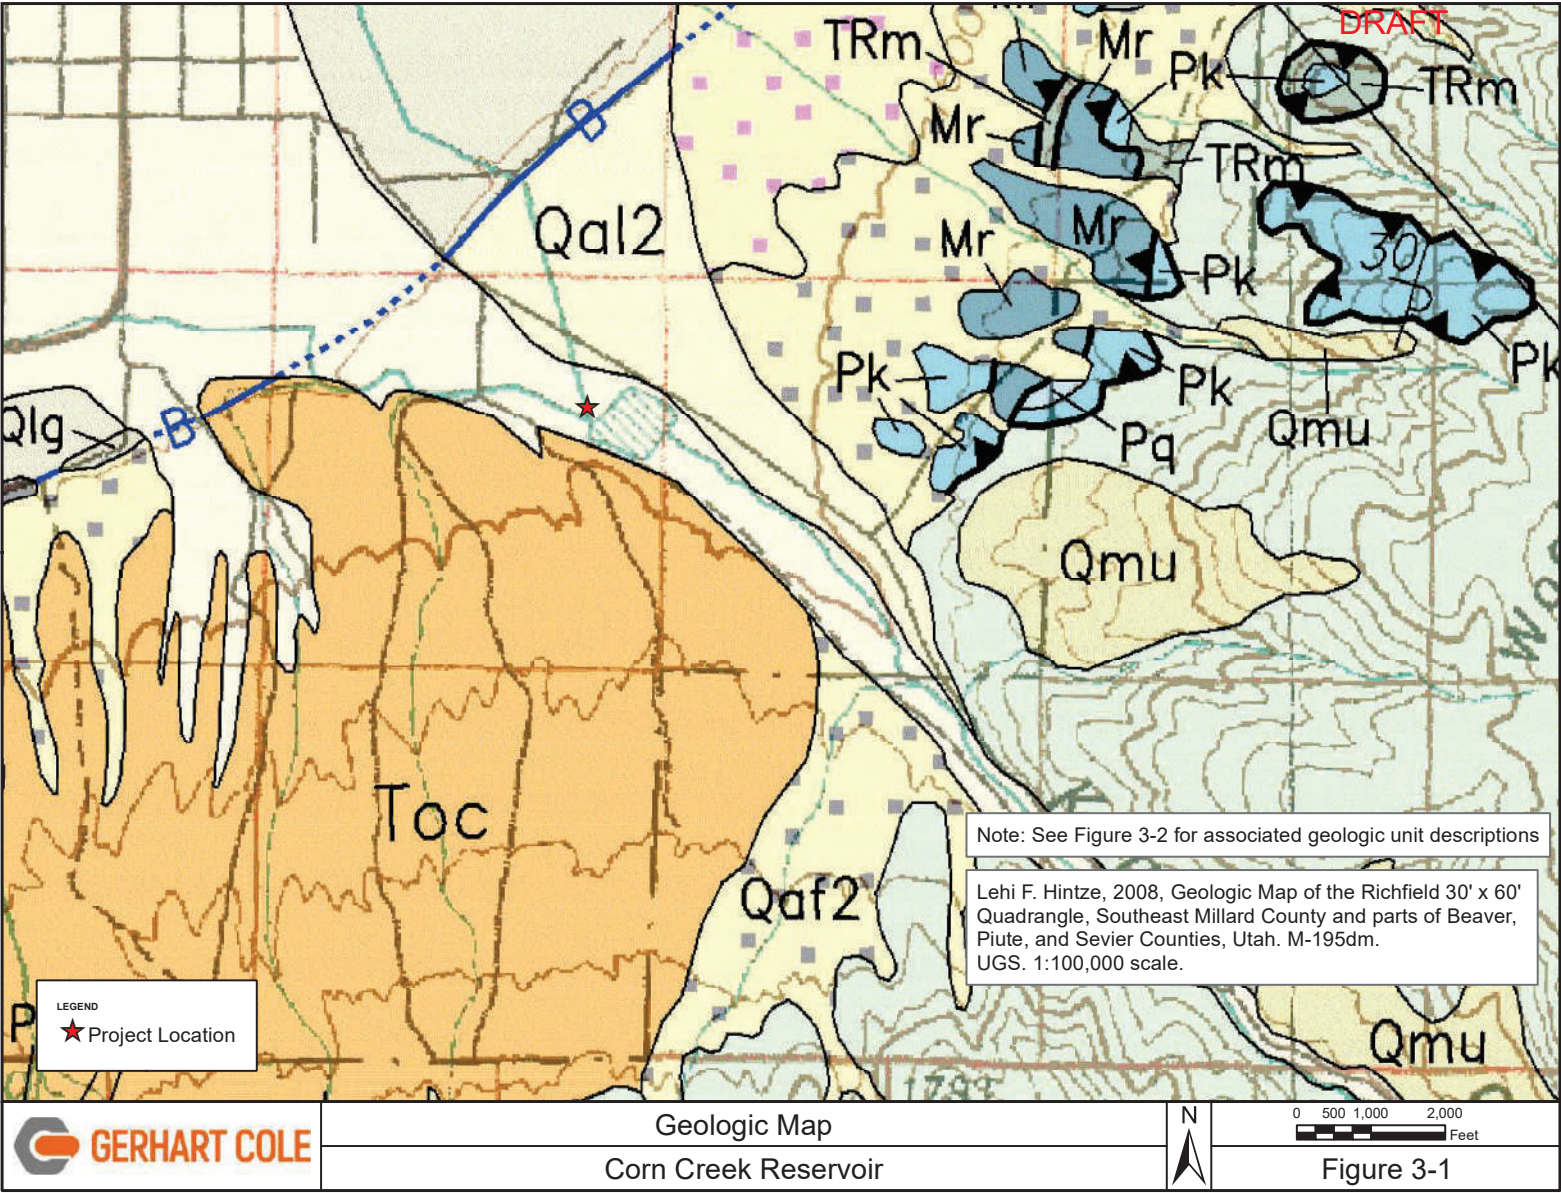 DRAFT
TRm
Mr
Pk
TRm
Mr
TRm
B
Qal2
Mr
Mr
Pk
30
Pk
Pk
Pk
Qlg
B
Pq
Qmu
Qmu
Toc
Note: See Figure 3-2 for associated geologic unit descriptions
Qaf2
Lehi F. Hintze, 2008, Geologic Map of the Richfield 30' x 60'
Quadrangle, Southeast Millard County and parts of Beaver,
Piute, and Sevier Counties, Utah. M-195dm.
UGS. 1:100,000 scale.
LEGEND
Project Location
P
Qmu
GERHART COLE
Geologic Map
Corn Creek Reservoir
N
0 500 1,000 2,000
Feet
Figure 3-1